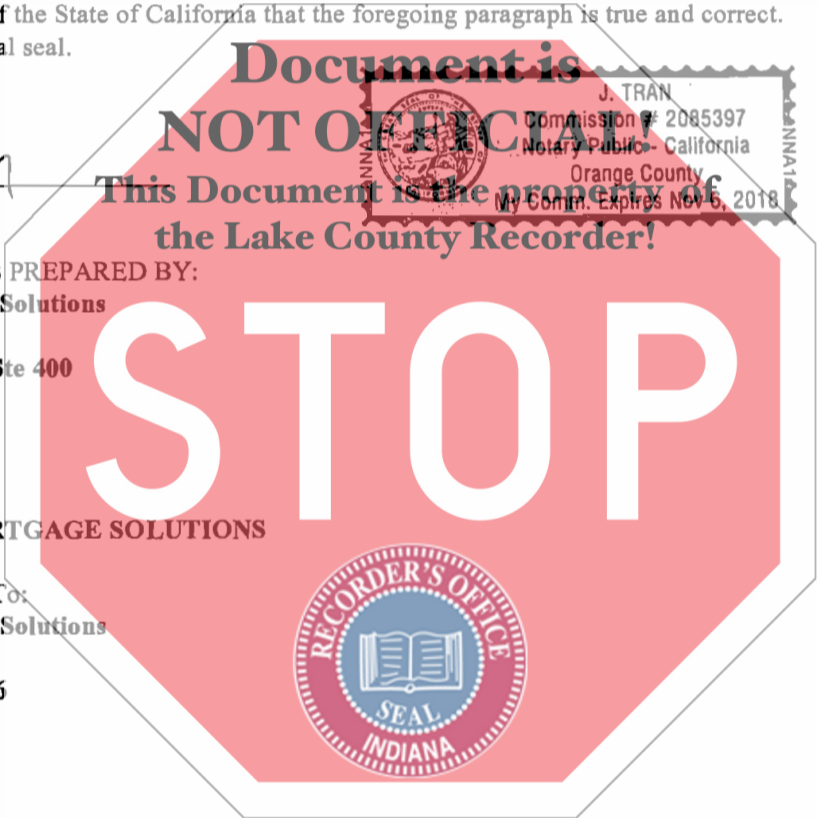 f the State of California that the foregoing paragraph is true and correct.
al seal.
Document is
NOT OFFICIAL!
This Document is the property of
the Lake County Recorder!
J. TRAN
Commission # 2085397
Notary Public - California
Orange County
My Comm. Expires Nov 6, 2018
PREPARED BY:
Solutions
Ste 400
STOP
RTGAGE SOLUTIONS
To:
Solutions
RECORDER'S OFFICE
SEAL
INDIANA